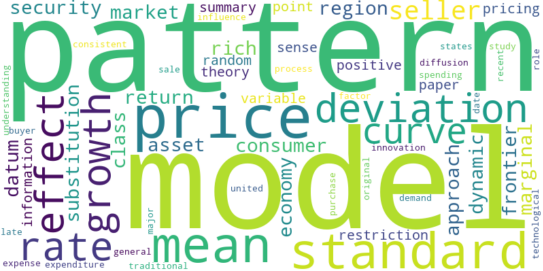 security market summary point region seller pricing
influence
pattern
consistent random rich sense positive states study
theory diffusion recent role
sale process spending
understanding return variable paper
price deviation
substitution class factor curve date
buyer effect growth asset consumer innovation
datum information
model
economy approach dynamic frontier marginal technological
united purchase original demand
late major restriction
rate mean standard
general
expense expenditure traditional